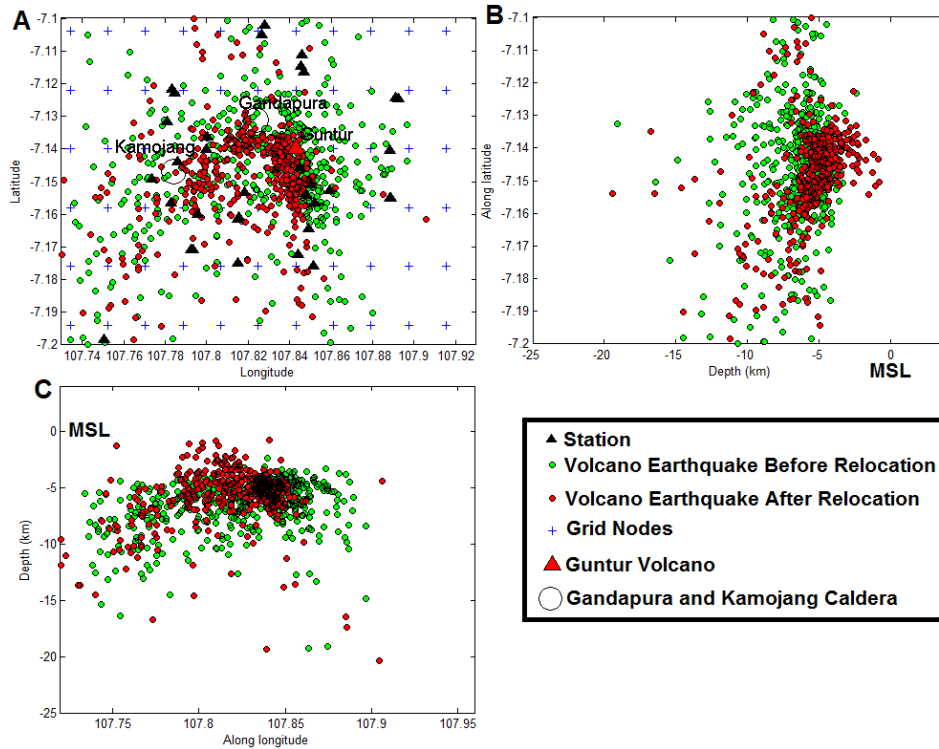 A
-7.1
-7.11
-7.12
-7.13
-7.14
-7.15
-7.16
-7.17
-7.18
-7.19
-7.2
Latitude
Gandapura
Guntur
Kamojang
107.74 107.76 107.78 107.8 107.82 107.84 107.86 107.88 107.9 107.92
Longitude
B
-7.1
-7.11
-7.12
-7.13
-7.14
-7.15
-7.16
-7.17
-7.18
-7.19
-7.2
Along latitude
-25 -20 -15 -10 -5 0
Depth (km)
MSL
C
MSL
0
-5
-10
-15
-20
-25
Depth (km)
107.75 107.8 107.85 107.9 107.95
Along longitude
Station
Volcano Earthquake Before Relocation
Volcano Earthquake After Relocation
Grid Nodes
Guntur Volcano
Gandapura and Kamojang Caldera